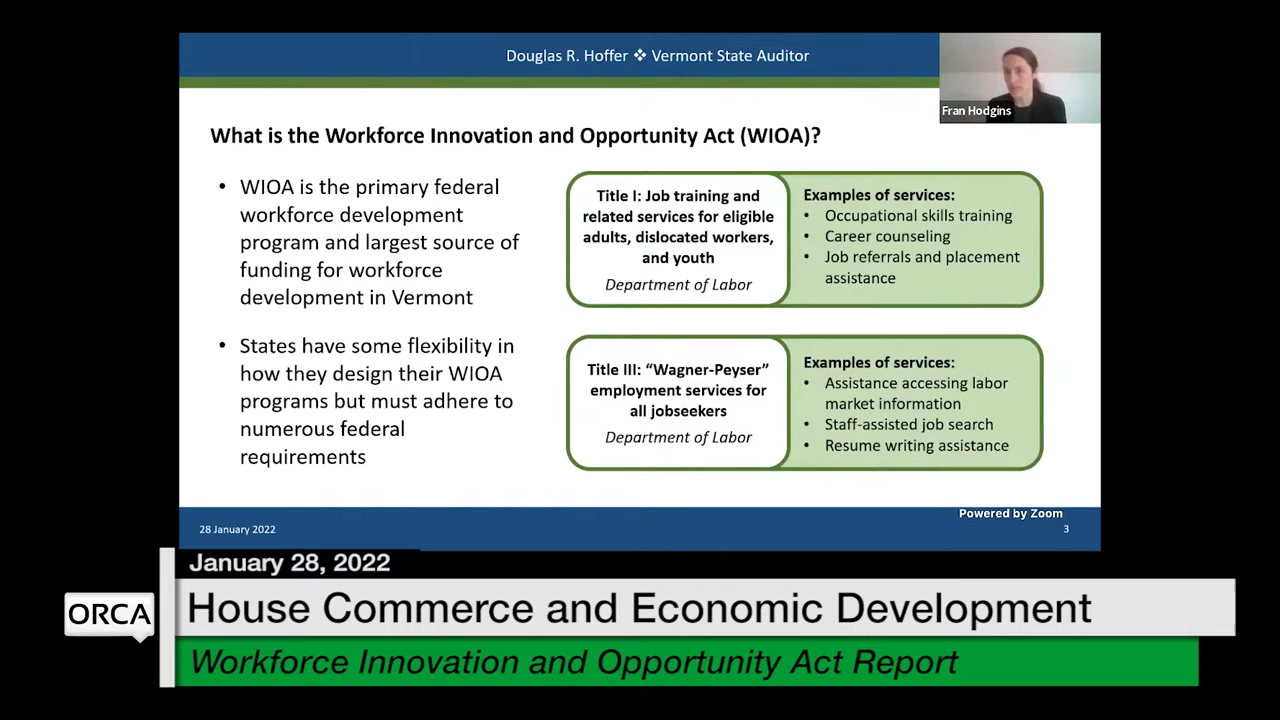 Douglas R. Hoffer ❖ Vermont State Auditor
Fran Hodgins
What is the Workforce Innovation and Opportunity Act (WIOA)?
• WIOA is the primary federal
workforce development
program and largest source of
funding for workforce
development in Vermont
• States have some flexibility in
how they design their WIOA
programs but must adhere to
numerous federal
requirements
Title I: Job training and
related services for eligible
adults, dislocated workers,
and youth
Department of Labor
Examples of services:
• Occupational skills training
• Career counseling
• Job referrals and placement
assistance
Title III: “Wagner-Peyser”
employment services for
all jobseekers
Department of Labor
Examples of services:
• Assistance accessing labor
market information
• Staff-assisted job search
• Resume writing assistance
Powered by Zoom
28 January 2022
3
January 28, 2022
ORCA
House Commerce and Economic Development
Workforce Innovation and Opportunity Act Report